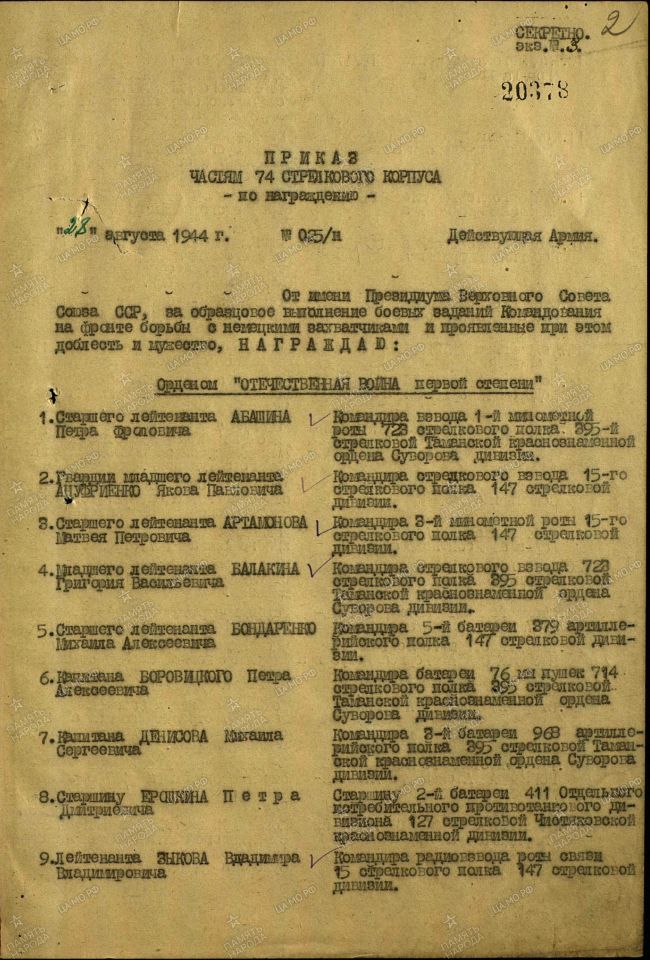 2
СЕКРЕТНО.
экз.№.3.
20378
ПРИКАЗ
ЧАСТЯМ 74 СТРЕЛКОВОГО КОРПУСА
- по награждению -
"28" августа 1944 г. № 025/н Действующая Армия.
От имени Президиума Верховного Совета
Союза ССР, за образцовое выполнение боевых заданий Командования
на фронте борьбы с немецкими захватчиками и проявленные при этом
доблесть и мужество, НАГРАЖДАЮ:
Орденом "ОТЕЧЕСТВЕННАЯ ВОЙНА первой степени"
1. Старшего лейтенанта АБАШИНА
Петра Фроловича
Командира взвода 1-й минометной
роты 723 стрелкового полка 395-й
стрелковой Таманской краснознаменной
ордена Суворова дивизии.
2. Гвардии младшего лейтенанта
Якова Павловича
Командира стрелкового взвода 15-го
стрелкового полка 147 стрелковой
дивизии.
3. Старшего лейтенанта АРТАМОНОВА
Матвея Петровича
Командира 3-й минометной роты 15-го
стрелкового полка 147 стрелковой
дивизии.
4. Младшего лейтенанта БАЛАКИНА
Григория Васильевича
Командира стрелкового взвода 723
стрелкового полка 395 стрелковой
Таманской краснознаменной ордена
Суворова дивизии.
5. Старшего лейтенанта БОНДАРЕНКО
Михаила Алексеевича
Командира 5-й батареи 379 артилле-
рийского полка 147 стрелковой диви-
зии.
6. Капитана БОРОВИЦКОГО Петра
Алексеевича
Командира батареи 76 мм пушек 714
стрелкового полка 395 стрелковой
Таманской краснознаменной ордена
Суворова дивизии.
7. Капитана ДЕНИСОВА Михаила
Сергеевича
Командира 3-й батареи 968 артилле-
рийского полка 395 стрелковой Таман-
ской краснознаменной ордена Суворова
дивизии.
8. Старшину ЕРОШКИНА Петра
Дмитриевича
Старшину 2-й батареи 411 Отдельного
истребительного противотанкового ди-
визиона 127 стрелковой Чистяковской
краснознаменной дивизии.
9. Лейтенанта ЗЫКОВА Владимира
Владимировича
Командира радиовзвода роты связи
15 стрелкового полка 147 стрелковой
дивизии.